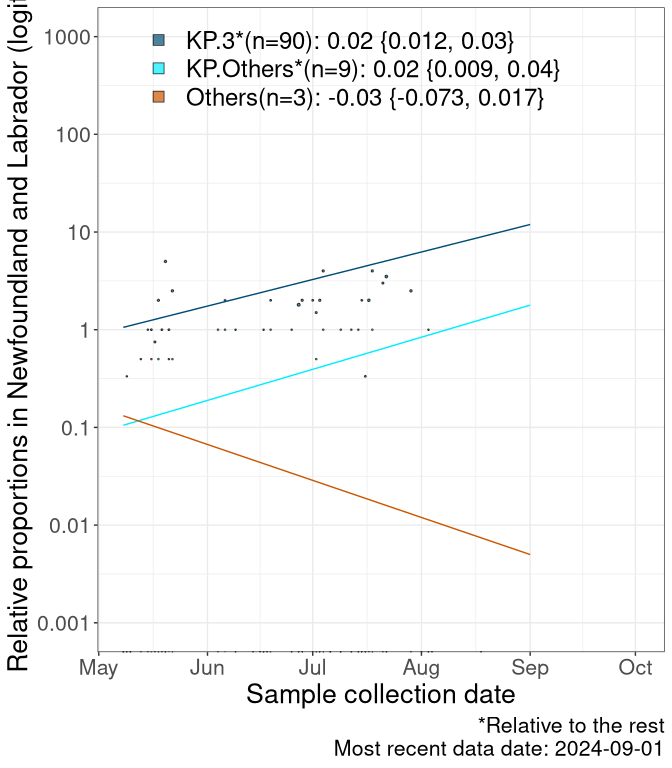 Relative proportions in Newfoundland and Labrador (logit
1000
100
10
1
0.1
0.01
0.001
KP.3*(n=90): 0.02 {0.012, 0.03}
KP.Others*(n=9): 0.02 {0.009, 0.04}
Others(n=3): -0.03 {-0.073, 0.017}
May Jun Jul Aug Sep Oct
Sample collection date
*Relative to the rest
Most recent data date: 2024-09-01